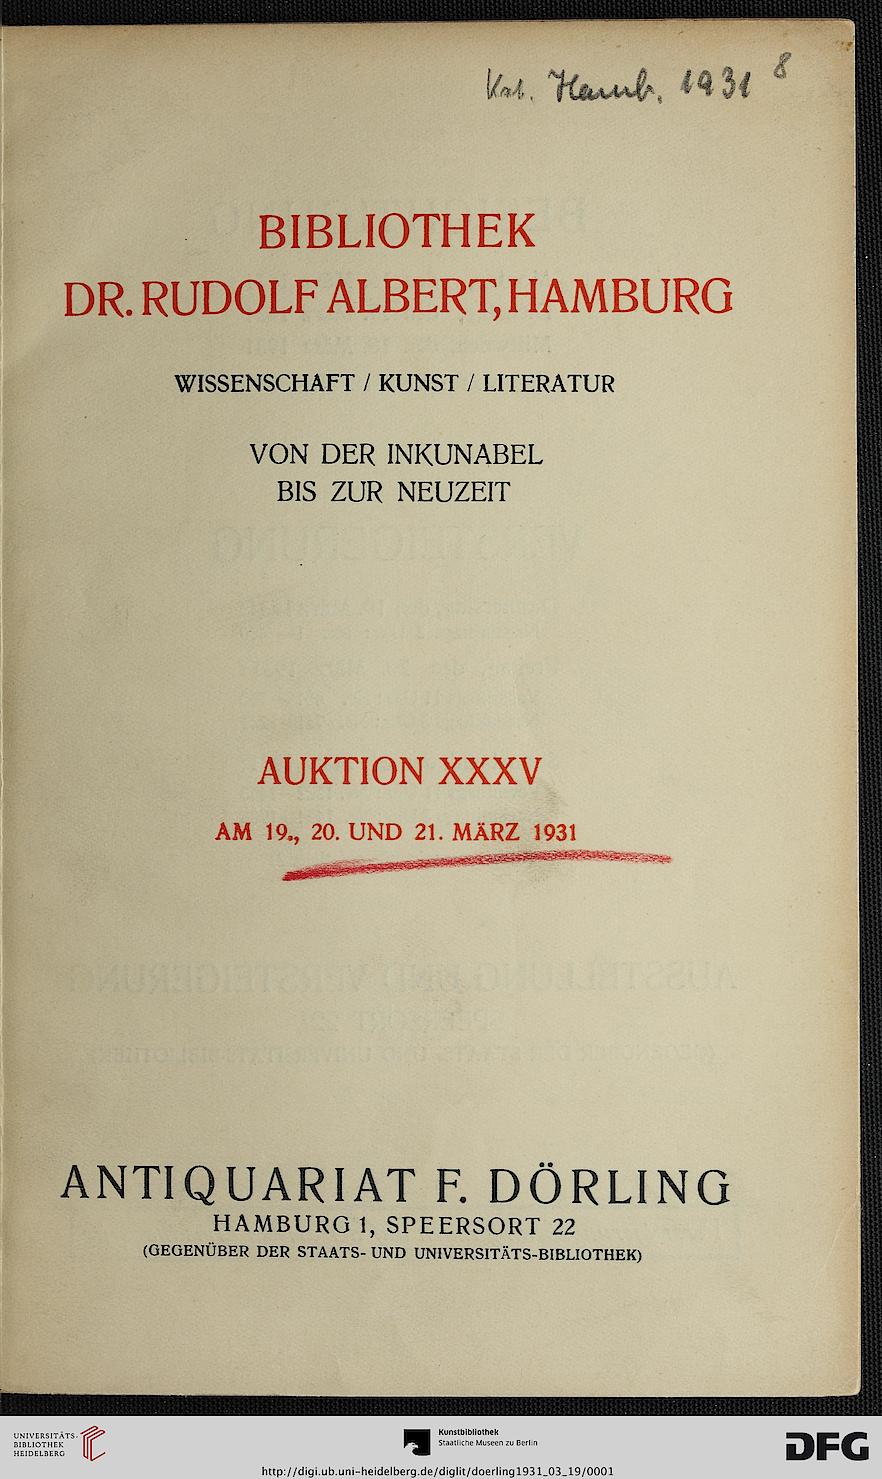 Kat. Hamb. 1931 8
BIBLIOTHEK
DR. RUDOLF ALBERT, HAMBURG
WISSENSCHAFT / KUNST / LITERATUR
VON DER INKUNABEL
BIS ZUR NEUZEIT
AUKTION XXXV
AM 19., 20. UND 21. MÄRZ 1931
ANTIQUARIAT F. DÖRLING
HAMBURG 1, SPEERSORT 22
(GEGENÜBER DER STAATS- UND UNIVERSITÄTS-BIBLIOTHEK)
UNIVERSITÄTS-
BIBLIOTHEK
HEIDELBERG
Kunstbibliothek
Staatliche Museen zu Berlin
DFG
http://digi.ub.uni-heidelberg.de/diglit/doerling1931_03_19/0001